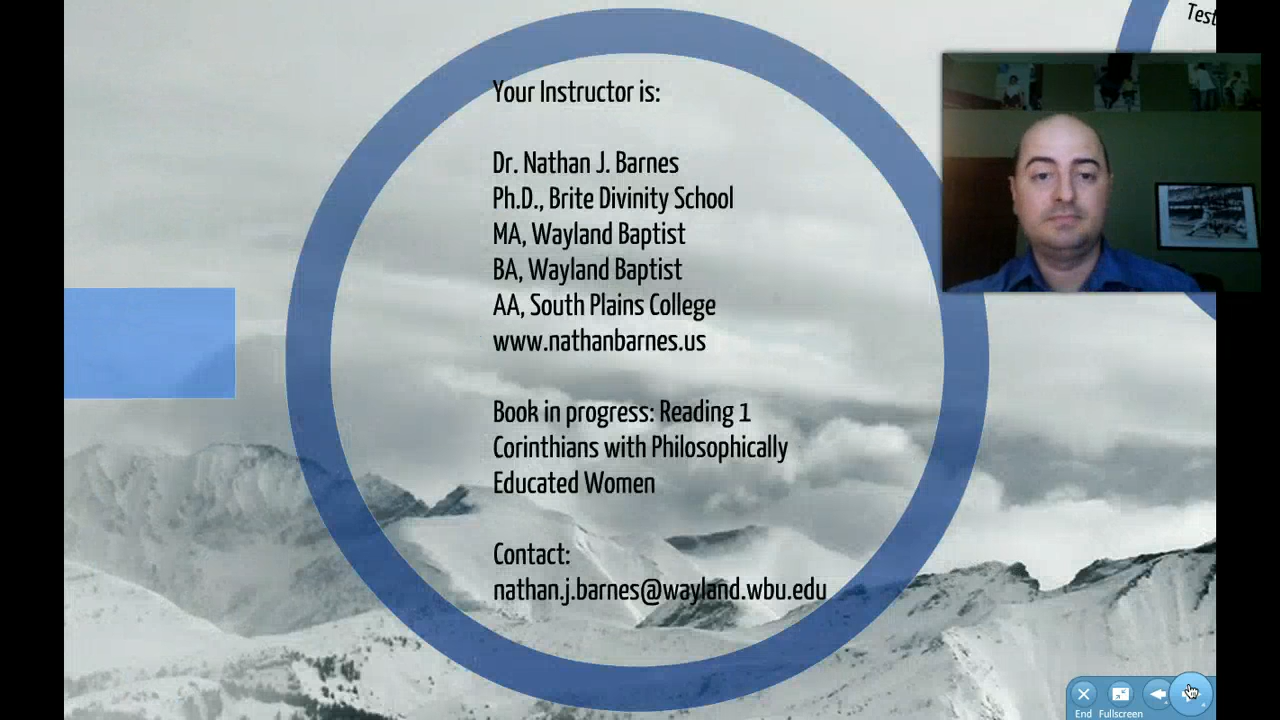 Test
Your Instructor is:
Dr. Nathan J. Barnes
Ph.D., Brite Divinity School
MA, Wayland Baptist
BA, Wayland Baptist
AA, South Plains College
www.nathanbarnes.us
Book in progress: Reading 1
Corinthians with Philosophically
Educated Women
Contact:
nathan.j.barnes@wayland.wbu.edu
End Fullscreen